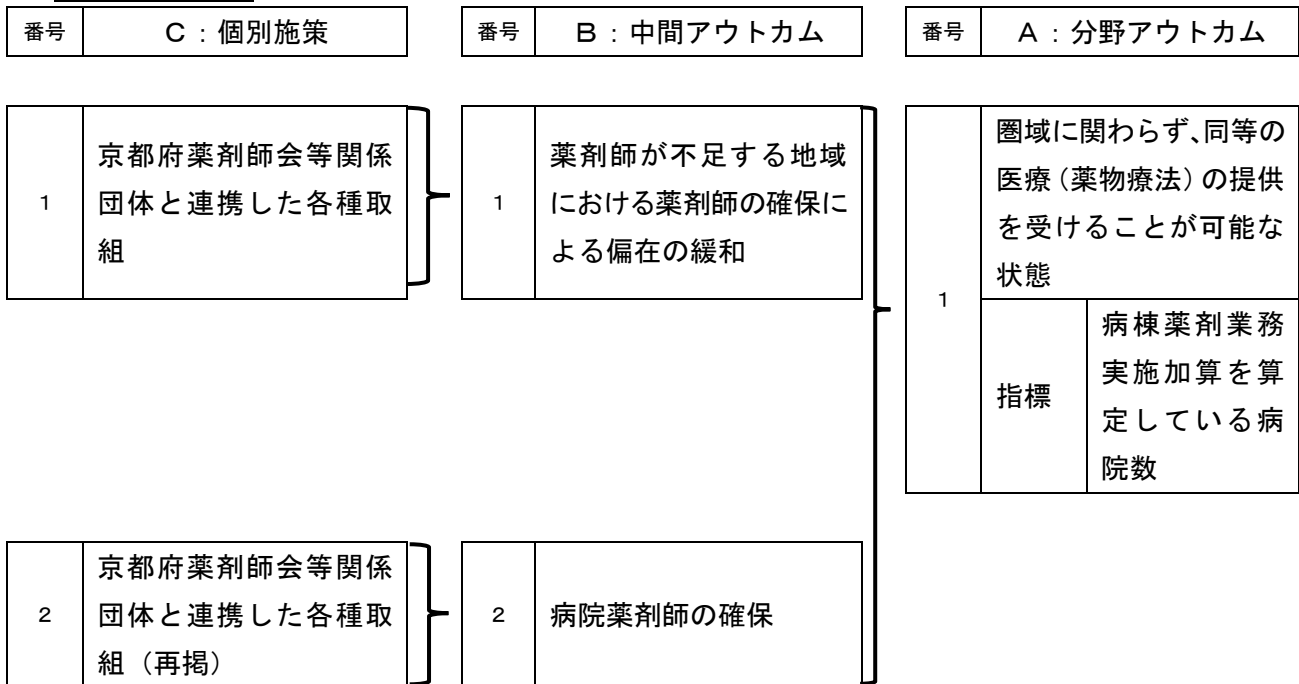 番号 C：個別施策 番号 B：中間アウトカム 番号 A：分野アウトカム
1
京都府薬剤師会等関係
団体と連携した各種取
組
1
薬剤師が不足する地域
における薬剤師の確保に
よる偏在の緩和
1
圏域に関わらず、同等の
医療（薬物療法）の提供
を受けることが可能な
状態
指標
病棟薬剤業務
実施加算を算
定している病
院数
2
京都府薬剤師会等関係
団体と連携した各種取
組（再掲）
2
病院薬剤師の確保